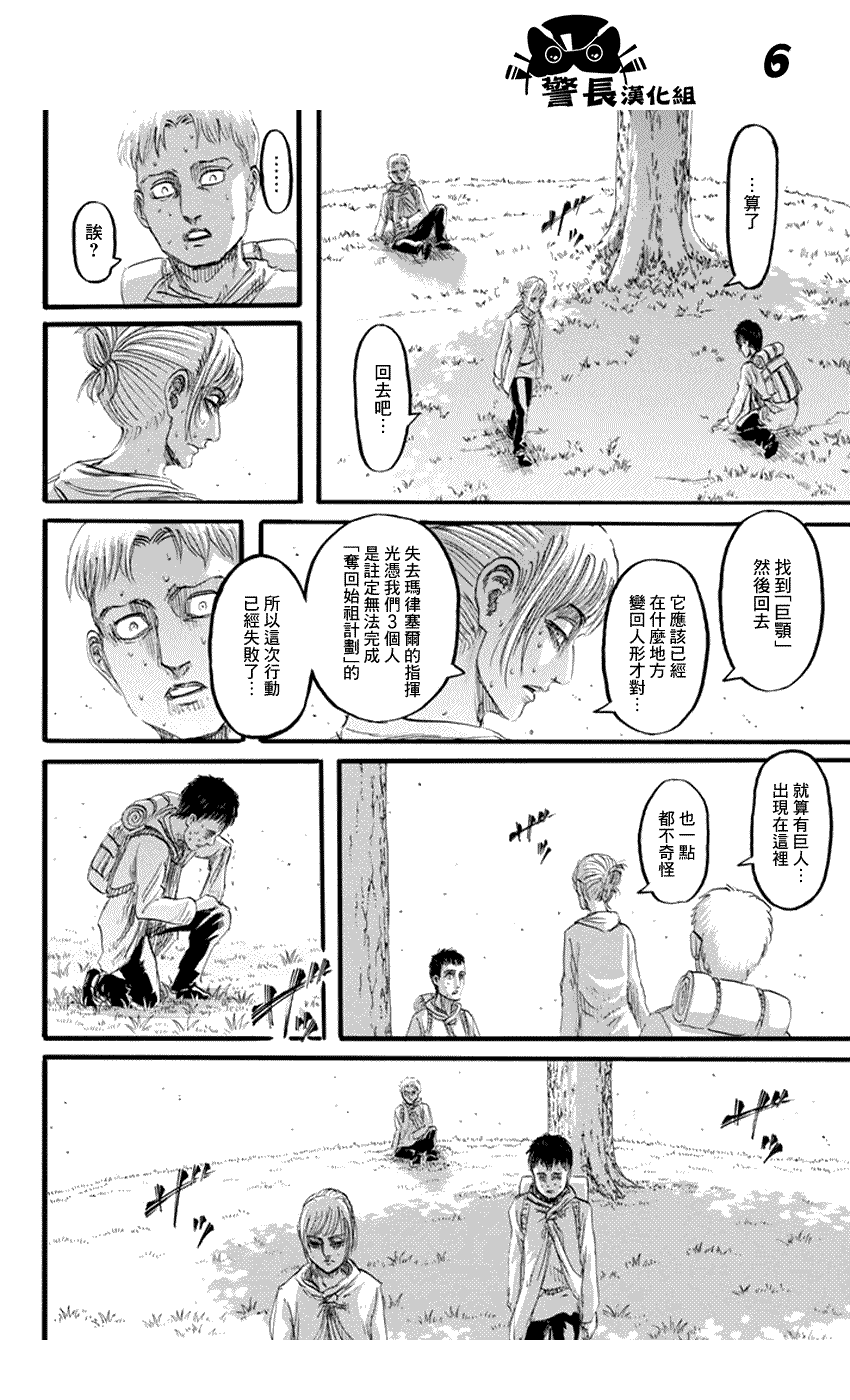 警長漢化組
6
…算了
回去吧…
……
誒?
找到「巨顎」
然後回去
它應該已經
在什麼地方
變回人形才對…
失去瑪律塞爾的指揮
光憑我們3個人
是註定無法完成
「奪回始祖計劃」的
所以這次行動
已經失敗了…
就算有巨人…
出現在這裡
也一點
都不奇怪